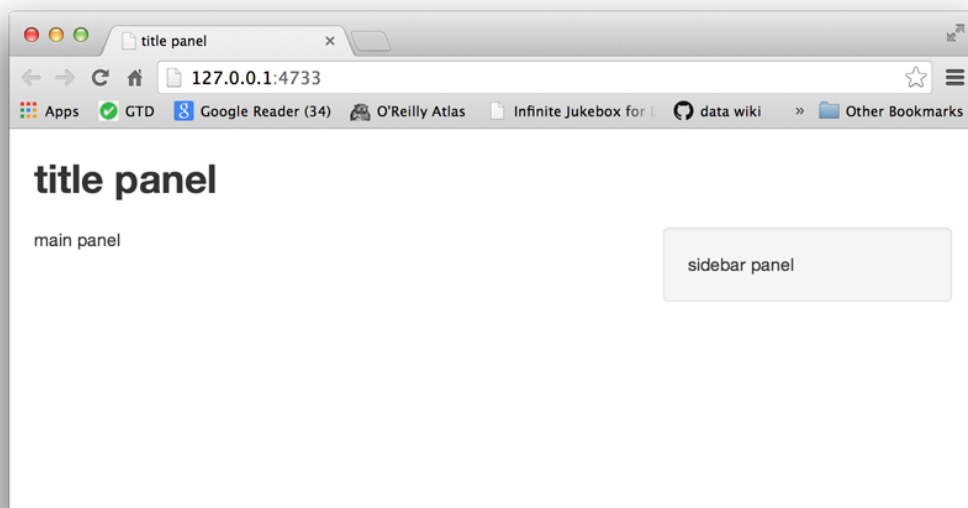 title panel
127.0.0.1:4733
Apps GTD Google Reader (34) O'Reilly Atlas Infinite Jukebox for data wiki » Other Bookmarks
title panel
main panel
sidebar panel